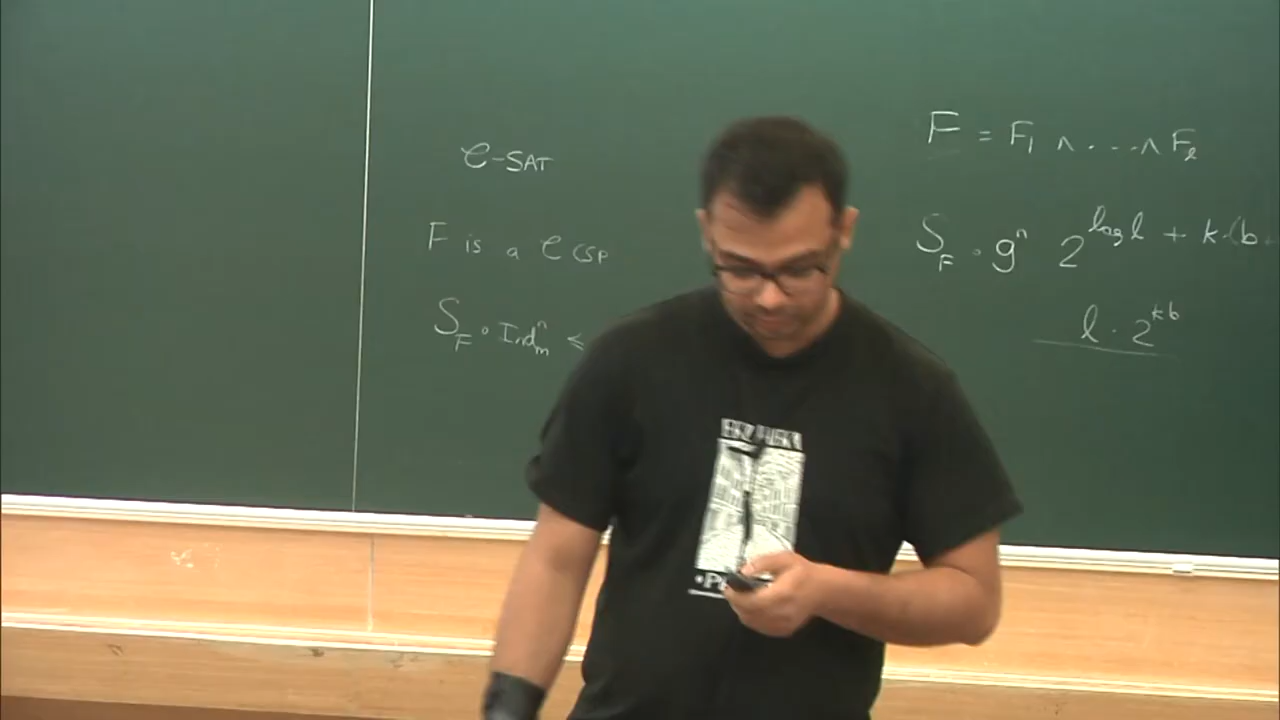 C-SAT
F is a C CSP
S_F ∘ Ind_m^n ≤
F = F_1 ∧ . . . . ∧ F_l
S_F ∘ g^n 2^{log l + k·(b +
l · 2^{kb}